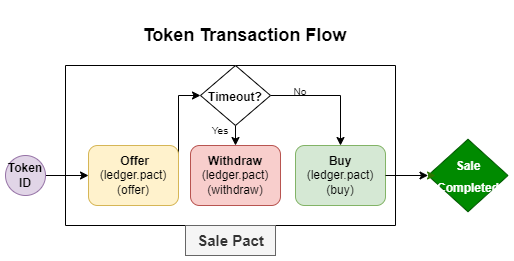 Token Transaction Flow
Timeout?
No
Yes
Token
ID
Offer
(ledger.pact)
(offer)
Withdraw
(ledger.pact)
(withdraw)
Buy
(ledger.pact)
(buy)
Sale
Completed
Sale Pact